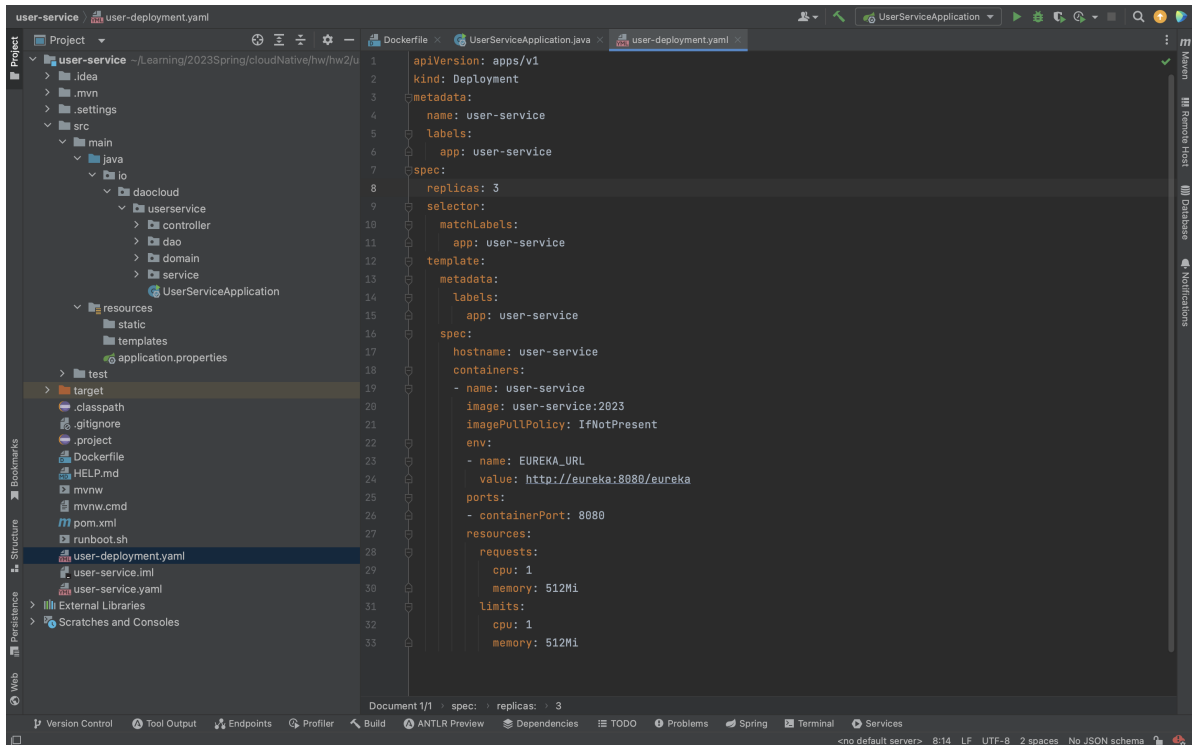 user-service
user-deployment.yaml
UserServiceApplication
Project
Dockerfile
UserServiceApplication.java
user-deployment.yaml
Project
user-service ~/Learning/2023Spring/cloudNative/hw/hw2/u
.idea
.mvn
.settings
src
main
java
io
daocloud
userservice
controller
dao
domain
service
UserServiceApplication
resources
static
templates
application.properties
test
target
.classpath
.gitignore
.project
Dockerfile
HELP.md
mvnw
mvnw.cmd
pom.xml
runboot.sh
user-deployment.yaml
user-service.iml
user-service.yaml
External Libraries
Scratches and Consoles
Bookmarks
Structure
Persistence
Web
1 apiVersion: apps/v1
2 kind: Deployment
3 metadata:
4 name: user-service
5 labels:
6 app: user-service
7 spec:
8 replicas: 3
9 selector:
10 matchLabels:
11 app: user-service
12 template:
13 metadata:
14 labels:
15 app: user-service
16 spec:
17 hostname: user-service
18 containers:
19 - name: user-service
20 image: user-service:2023
21 imagePullPolicy: IfNotPresent
22 env:
23 - name: EUREKA_URL
24 value: http://eureka:8080/eureka
25 ports:
26 - containerPort: 8080
27 resources:
28 requests:
29 cpu: 1
30 memory: 512Mi
31 limits:
32 cpu: 1
33 memory: 512Mi
Maven
Remote Host
Database
Notifications
Document 1/1 › spec: › replicas: › 3
Version Control Tool Output Endpoints Profiler Build ANTLR Preview Dependencies TODO Problems Spring Terminal Services
<no default server> 8:14 LF UTF-8 2 spaces No JSON schema